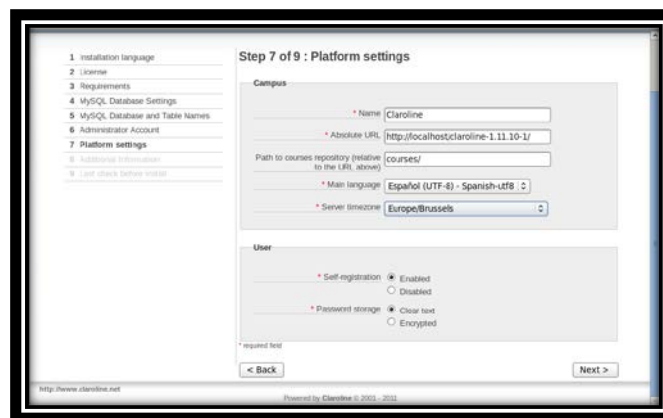 1 Installation language
2 License
3 Requirements
4 MySQL Database Settings
5 MySQL Database and Table Names
6 Administrator Account
7 Platform settings
8 Additional Information
9 Last check before install
Step 7 of 9 : Platform settings
Campus
* Name Claroline
* Absolute URL http://localhost/claroline-1.11.10-1/
Path to courses repository (relative
to the URL above) courses/
* Main language Español (UTF-8) - Spanish-utf8
* Server timezone Europe/Brussels
User
* Self-registration Enabled
Disabled
* Password storage Clear text
Encrypted
* required field
< Back Next >
http://www.claroline.net
Powered by Claroline © 2001 - 2011